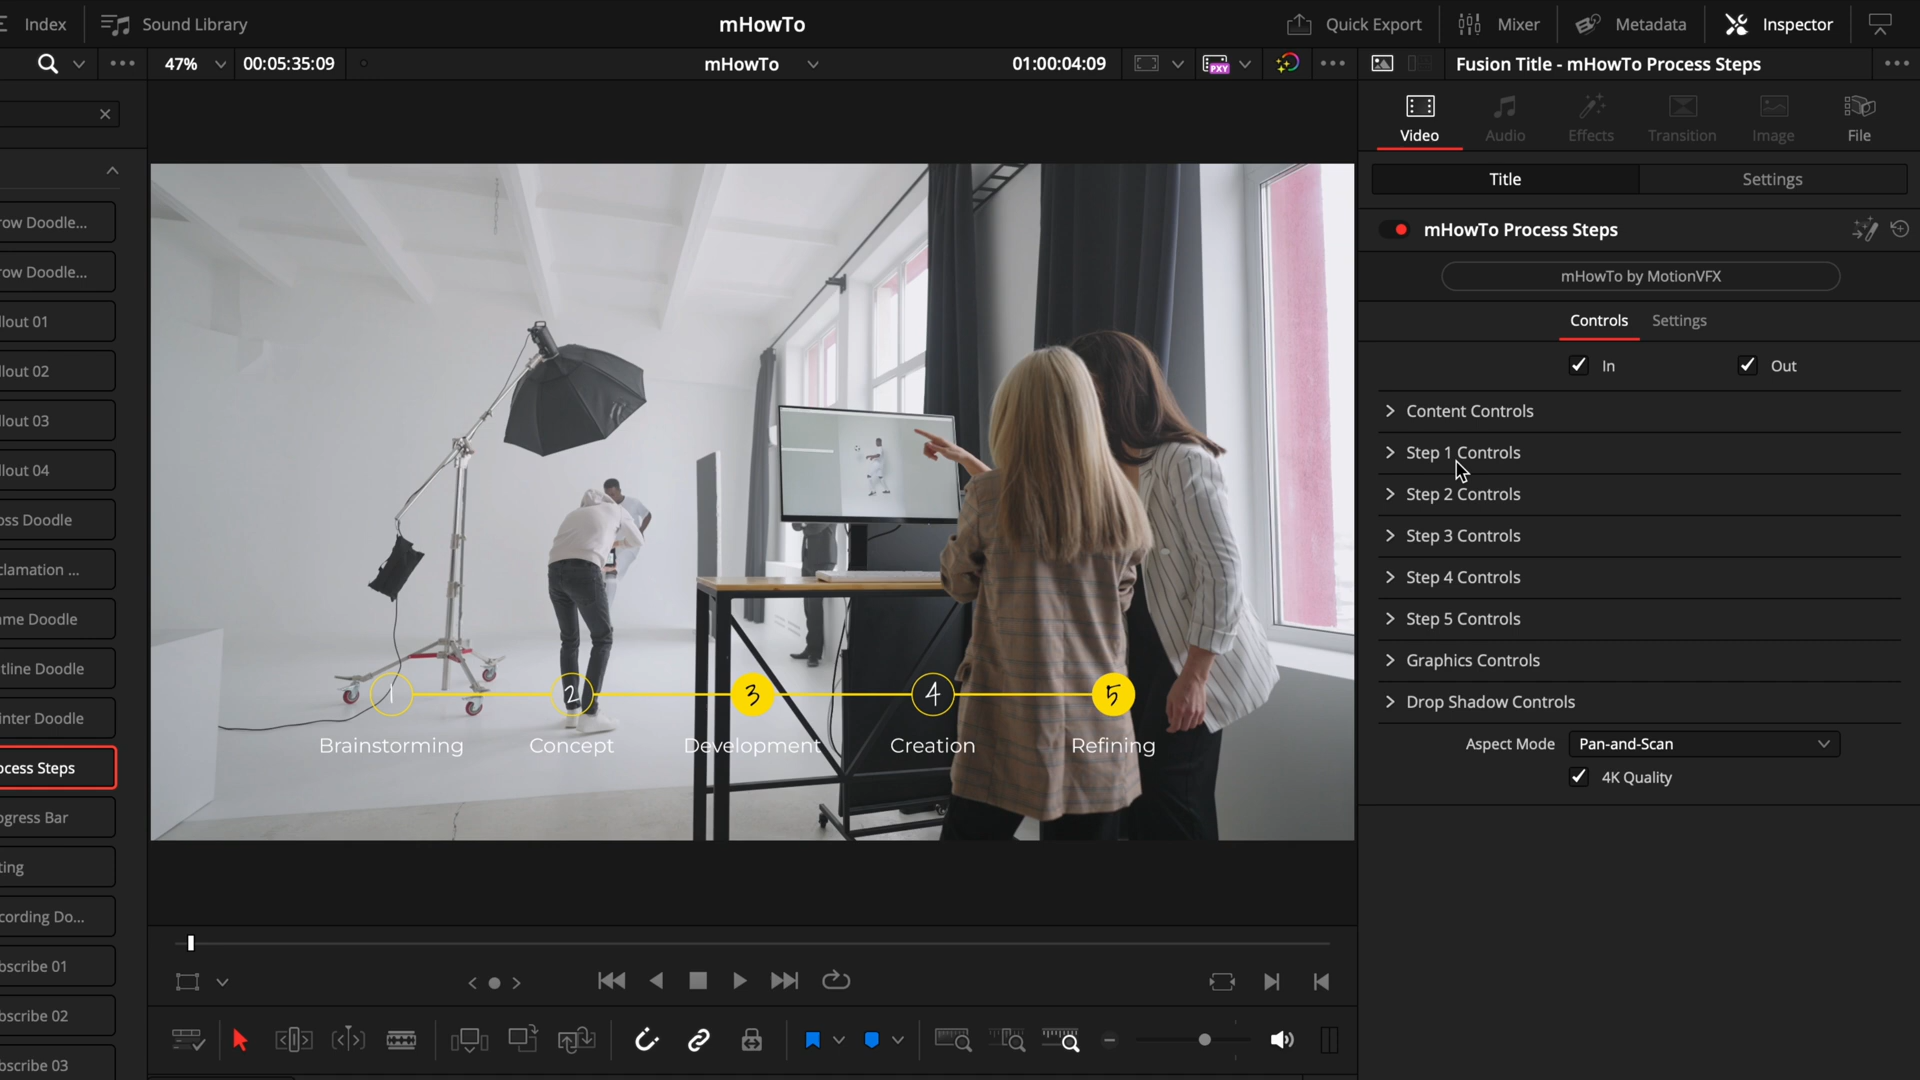 Index
Sound Library
mHowTo
Quick Export
Mixer
Metadata
Inspector
47%
00:05:35:09
mHowTo
01:00:04:09
PXY
Fusion Title - mHowTo Process Steps
Video
Audio
Effects
Transition
Image
File
Title
Settings
mHowTo Process Steps
mHowTo by MotionVFX
Controls
Settings
In
Out
Content Controls
Step 1 Controls
Step 2 Controls
Step 3 Controls
Step 4 Controls
Step 5 Controls
Graphics Controls
Drop Shadow Controls
Aspect Mode
Pan-and-Scan
4K Quality
row Doodle...
row Doodle...
llout 01
llout 02
llout 03
llout 04
oss Doodle
clamation ...
ame Doodle
tline Doodle
inter Doodle
ocess Steps
ogress Bar
ting
cording Do...
bscribe 01
bscribe 02
bscribe 03
1
2
3
4
5
Brainstorming
Concept
Development
Creation
Refining